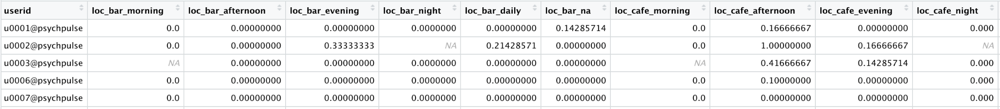 userid loc_bar_morning loc_bar_afternoon loc_bar_evening loc_bar_night loc_bar_daily loc_bar_na loc_cafe_morning loc_cafe_afternoon loc_cafe_evening loc_cafe_night
u0001@psychpulse 0.0 0.00000000 0.00000000 0.0000000 0.00000000 0.14285714 0.0 0.16666667 0.00000000 0.000
u0002@psychpulse 0.0 0.00000000 0.33333333 NA 0.21428571 0.00000000 0.0 1.00000000 0.16666667 NA
u0003@psychpulse NA 0.00000000 0.00000000 0.0000000 0.00000000 0.00000000 NA 0.41666667 0.14285714 0.000
u0006@psychpulse 0.0 0.00000000 0.00000000 0.0000000 0.00000000 0.00000000 0.0 0.10000000 0.00000000 0.000
u0007@psychpulse 0.0 0.00000000 0.00000000 0.0000000 0.00000000 0.00000000 0.0 0.00000000 0.00000000 0.000